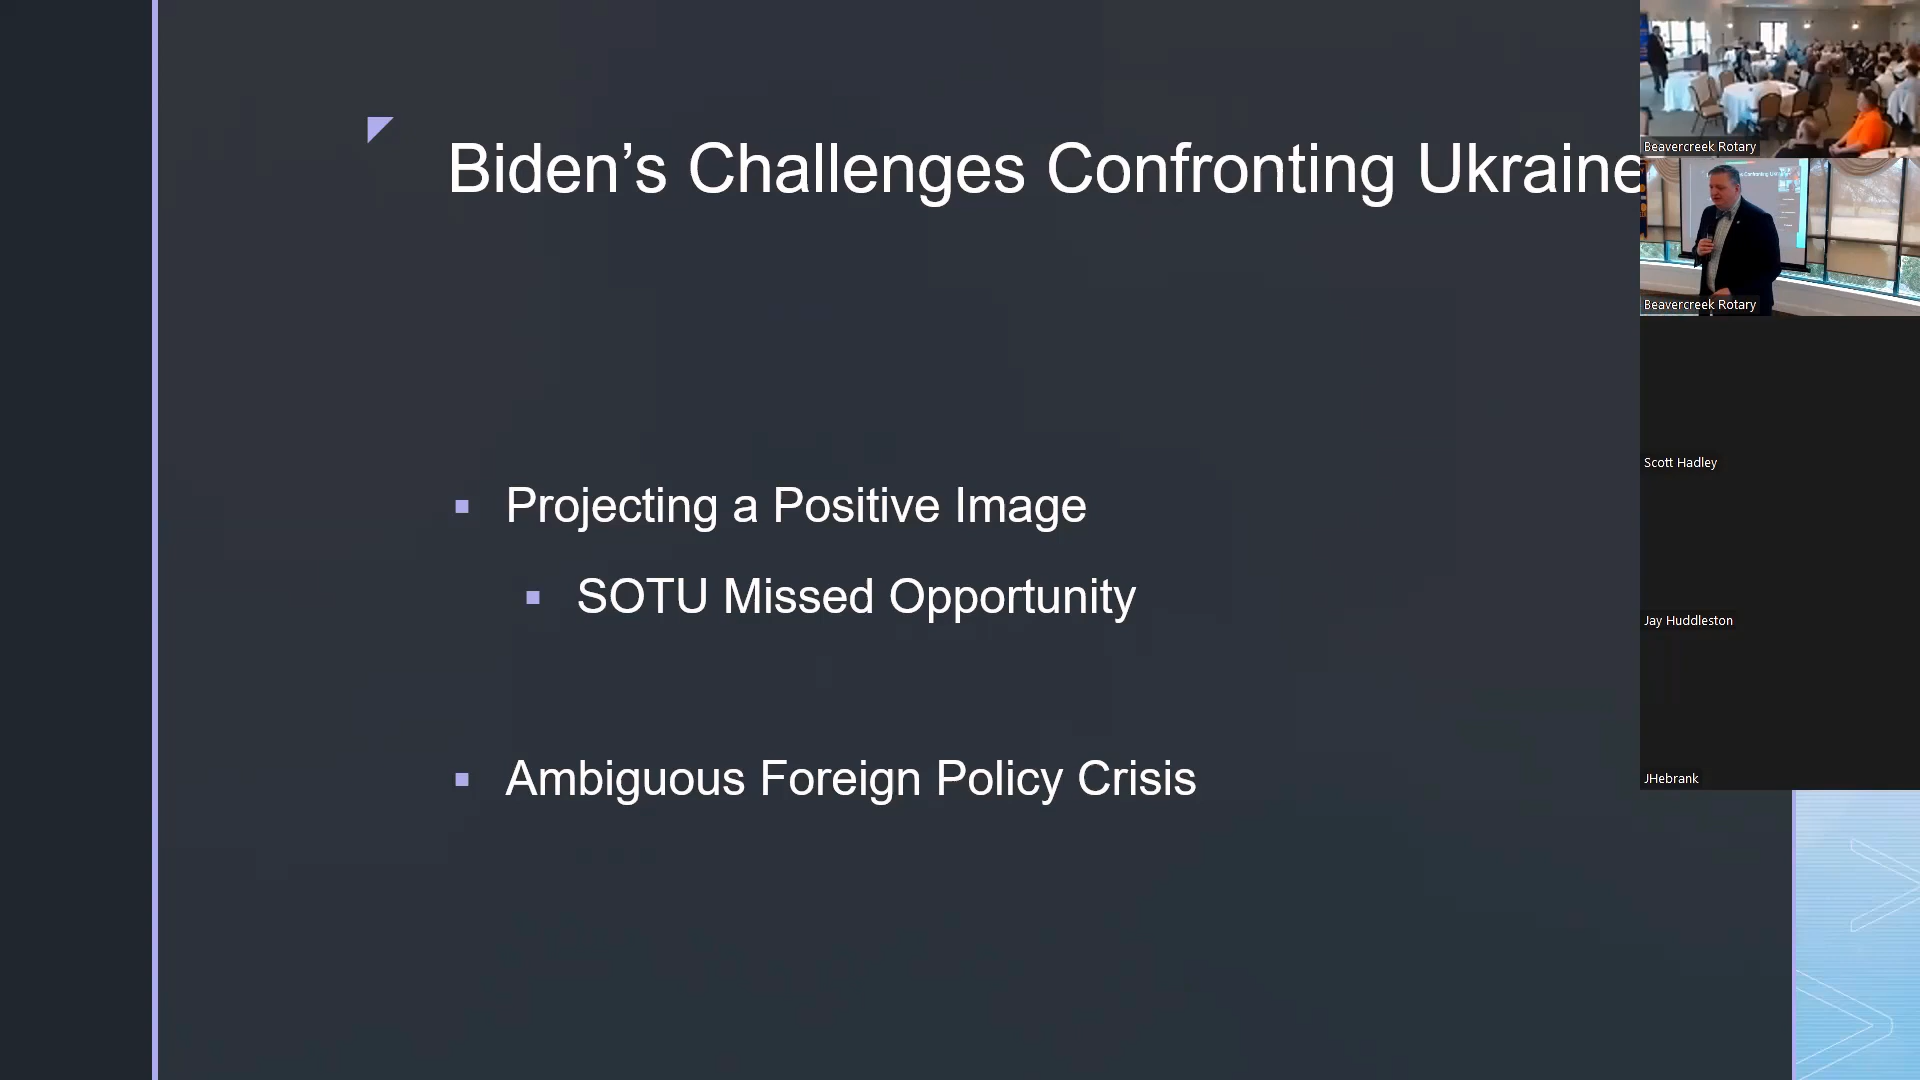 Biden’s Challenges Confronting Ukraine
Projecting a Positive Image
SOTU Missed Opportunity
Ambiguous Foreign Policy Crisis
Beavercreek Rotary
Beavercreek Rotary
Scott Hadley
Jay Huddleston
JHebrank